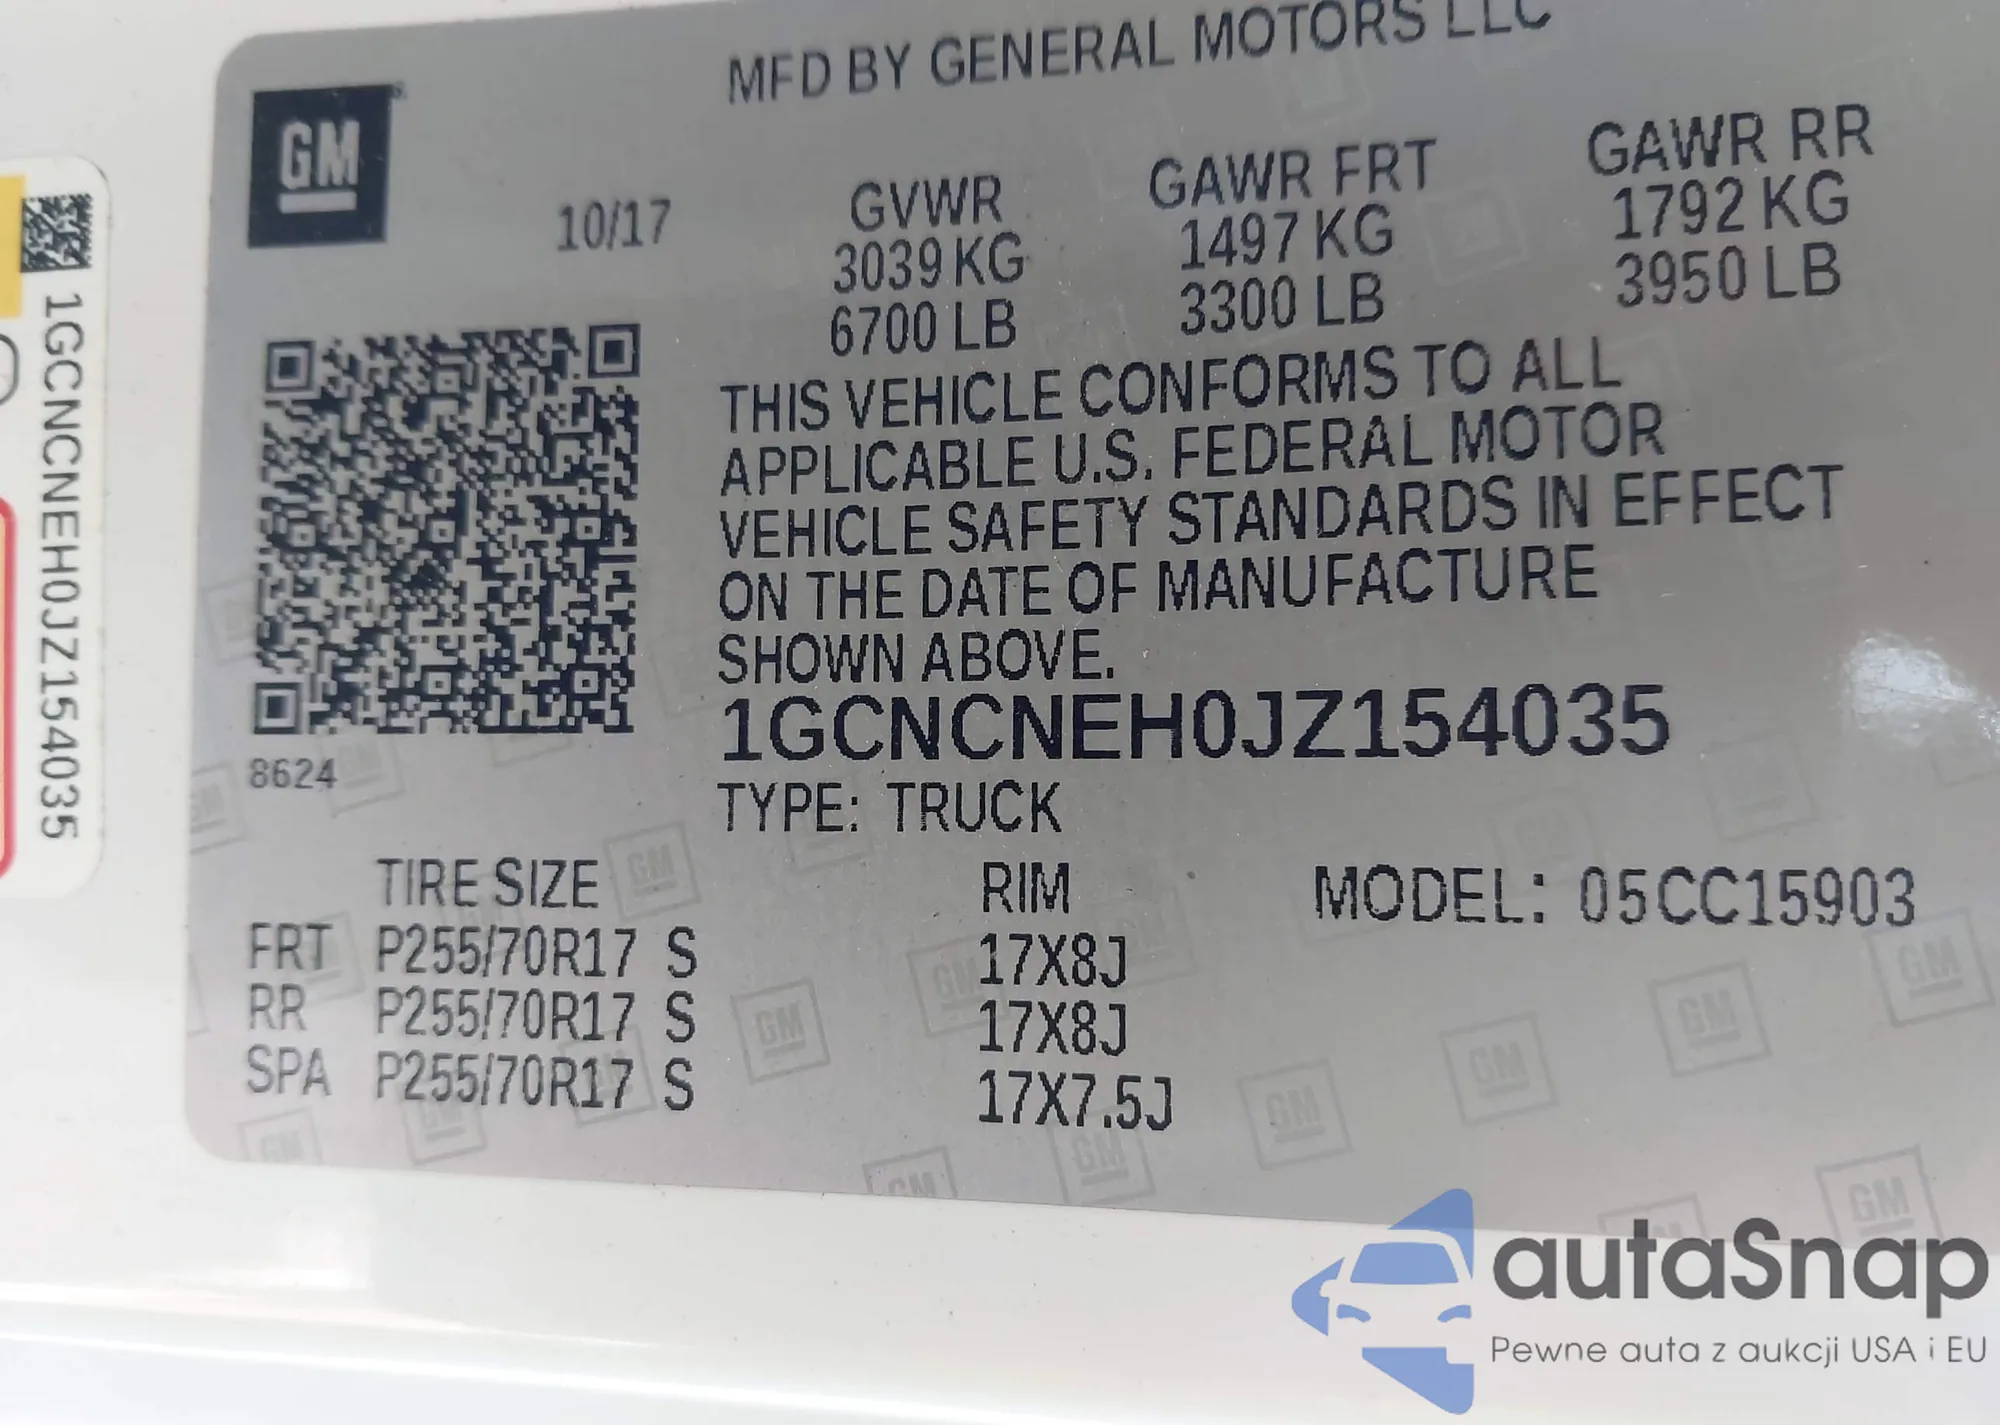 MFD BY GENERAL MOTORS LLC
GM
10/17
GVWR GAWR FRT GAWR RR
3039 KG 1497 KG 1792 KG
6700 LB 3300 LB 3950 LB
THIS VEHICLE CONFORMS TO ALL
APPLICABLE U.S. FEDERAL MOTOR
VEHICLE SAFETY STANDARDS IN EFFECT
ON THE DATE OF MANUFACTURE
SHOWN ABOVE.
1GCNCNEH0JZ154035
8624
TYPE: TRUCK
TIRE SIZE RIM MODEL: 05CC15903
FRT P255/70R17 S 17X8J
RR P255/70R17 S 17X8J
SPA P255/70R17 S 17X7.5J
1GCNCNEH0JZ154035
autaSnap
Pewne auta z aukcji USA i EU